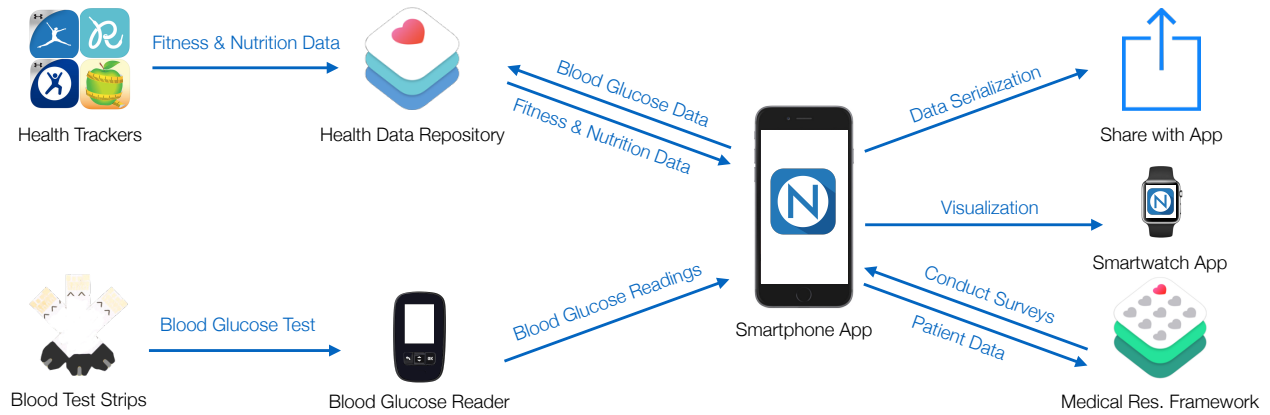 Fitness & Nutrition Data
Health Trackers
Health Data Repository
Blood Glucose Data
Fitness & Nutrition Data
Data Serialization
Share with App
N
Visualization
N
Smartwatch App
Blood Glucose Test
Blood Glucose Readings
Smartphone App
Conduct Surveys
Patient Data
Blood Test Strips
Blood Glucose Reader
Medical Res. Framework